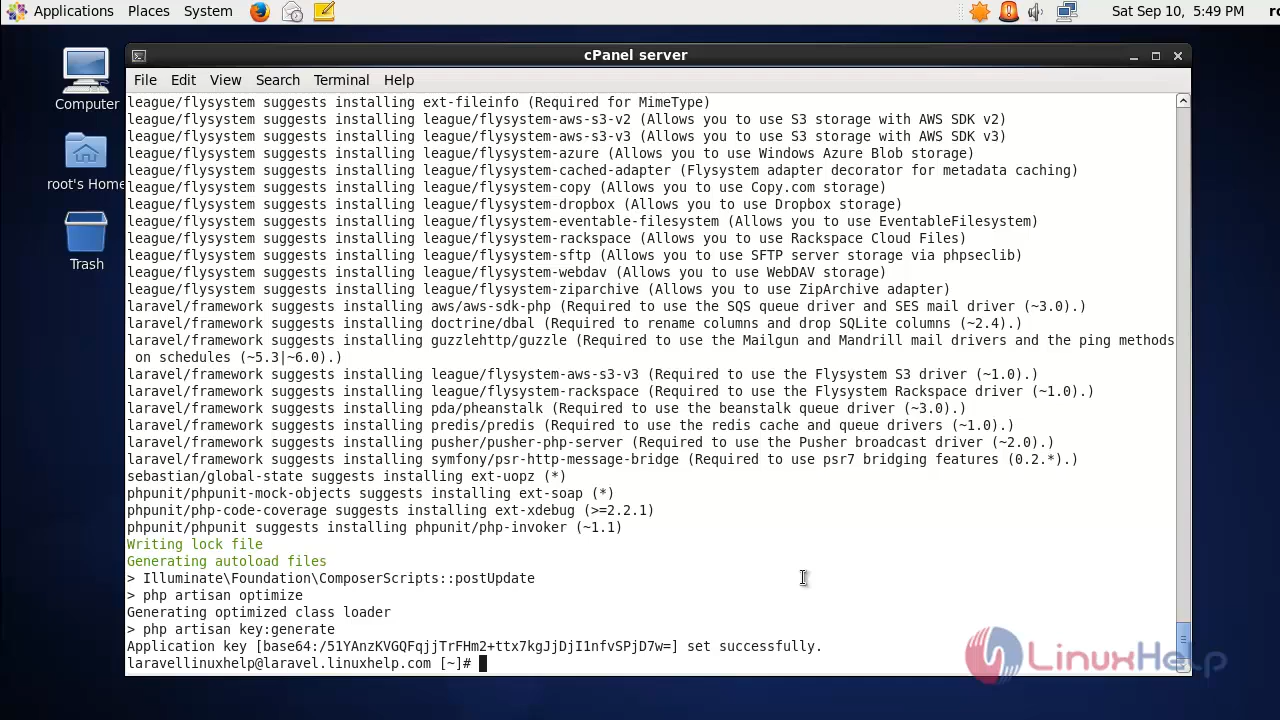 Applications Places System Sat Sep 10, 5:49 PM
cPanel server
File Edit View Search Terminal Help
Computer
root's Home
Trash
league/flysystem suggests installing ext-fileinfo (Required for MimeType)
league/flysystem suggests installing league/flysystem-aws-s3-v2 (Allows you to use S3 storage with AWS SDK v2)
league/flysystem suggests installing league/flysystem-aws-s3-v3 (Allows you to use S3 storage with AWS SDK v3)
league/flysystem suggests installing league/flysystem-azure (Allows you to use Windows Azure Blob storage)
league/flysystem suggests installing league/flysystem-cached-adapter (Flysystem adapter decorator for metadata caching)
league/flysystem suggests installing league/flysystem-copy (Allows you to use Copy.com storage)
league/flysystem suggests installing league/flysystem-dropbox (Allows you to use Dropbox storage)
league/flysystem suggests installing league/flysystem-eventable-filesystem (Allows you to use EventableFilesystem)
league/flysystem suggests installing league/flysystem-rackspace (Allows you to use Rackspace Cloud Files)
league/flysystem suggests installing league/flysystem-sftp (Allows you to use SFTP server storage via phpseclib)
league/flysystem suggests installing league/flysystem-webdav (Allows you to use WebDAV storage)
league/flysystem suggests installing league/flysystem-ziparchive (Allows you to use ZipArchive adapter)
laravel/framework suggests installing aws/aws-sdk-php (Required to use the SQS queue driver and SES mail driver (~3.0).)
laravel/framework suggests installing doctrine/dbal (Required to rename columns and drop SQLite columns (~2.4).)
laravel/framework suggests installing guzzlehttp/guzzle (Required to use the Mailgun and Mandrill mail drivers and the ping methods
on schedules (~5.3|~6.0).)
laravel/framework suggests installing league/flysystem-aws-s3-v3 (Required to use the Flysystem S3 driver (~1.0).)
laravel/framework suggests installing league/flysystem-rackspace (Required to use the Flysystem Rackspace driver (~1.0).)
laravel/framework suggests installing pda/pheanstalk (Required to use the beanstalk queue driver (~3.0).)
laravel/framework suggests installing predis/predis (Required to use the redis cache and queue drivers (~1.0).)
laravel/framework suggests installing pusher/pusher-php-server (Required to use the Pusher broadcast driver (~2.0).)
laravel/framework suggests installing symfony/psr-http-message-bridge (Required to use psr7 bridging features (0.2.*).)
sebastian/global-state suggests installing ext-uopz (*)
phpunit/phpunit-mock-objects suggests installing ext-soap (*)
phpunit/php-code-coverage suggests installing ext-xdebug (>=2.2.1)
phpunit/phpunit suggests installing phpunit/php-invoker (~1.1)
Writing lock file
Generating autoload files
> Illuminate\Foundation\ComposerScripts::postUpdate
> php artisan optimize
Generating optimized class loader
> php artisan key:generate
Application key [base64:/51YAnzKVGQFqjjTrFHm2+ttx7kgJjDjI1nfvSPjD7w=] set successfully.
laravellinuxhelp@laravel.linuxhelp.com [~]#
LinuxHelp